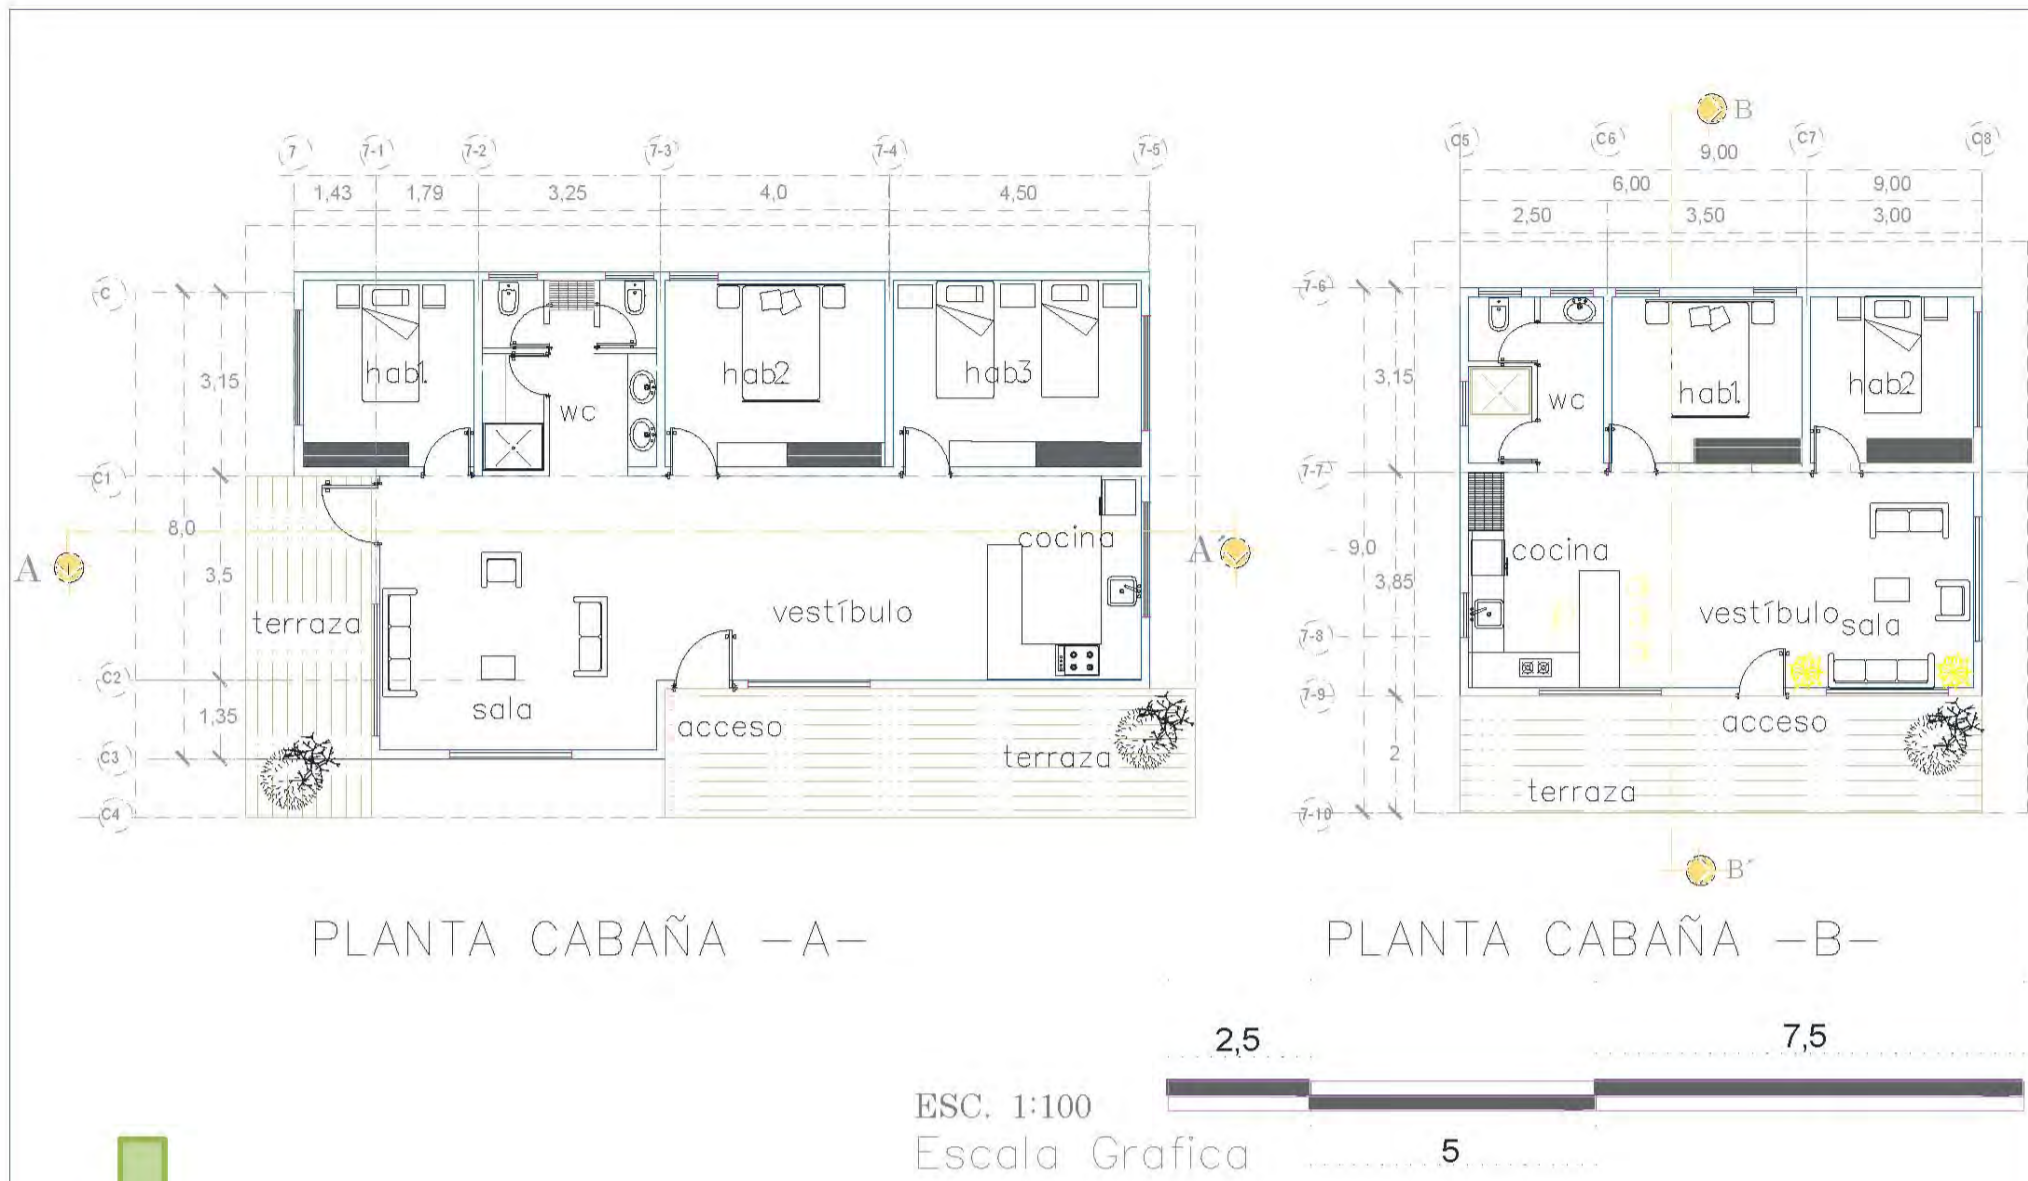 B
7 7-1 7-2 7-3 7-4 7-5
C5 C6 C7 C8
9,00
1,43 1,79 3,25 4,0 4,50
6,00 9,00
2,50 3,50 3,00
C
7-6
3,15
hab1.
hab2
hab3
wc
3,15
wc
hab1.
hab2
C1
7-7
8,0
A
A´
cocina
3,5
terraza
vestíbulo
9,0
cocina
3,85
vestíbulo
sala
7-8
C2
7-9
1,35
sala
acceso
terraza
acceso
C3
2
terraza
C4
7-10
B´
PLANTA CABAÑA -A-
PLANTA CABAÑA -B-
2,5 7,5
ESC. 1:100
Escala Grafica
5